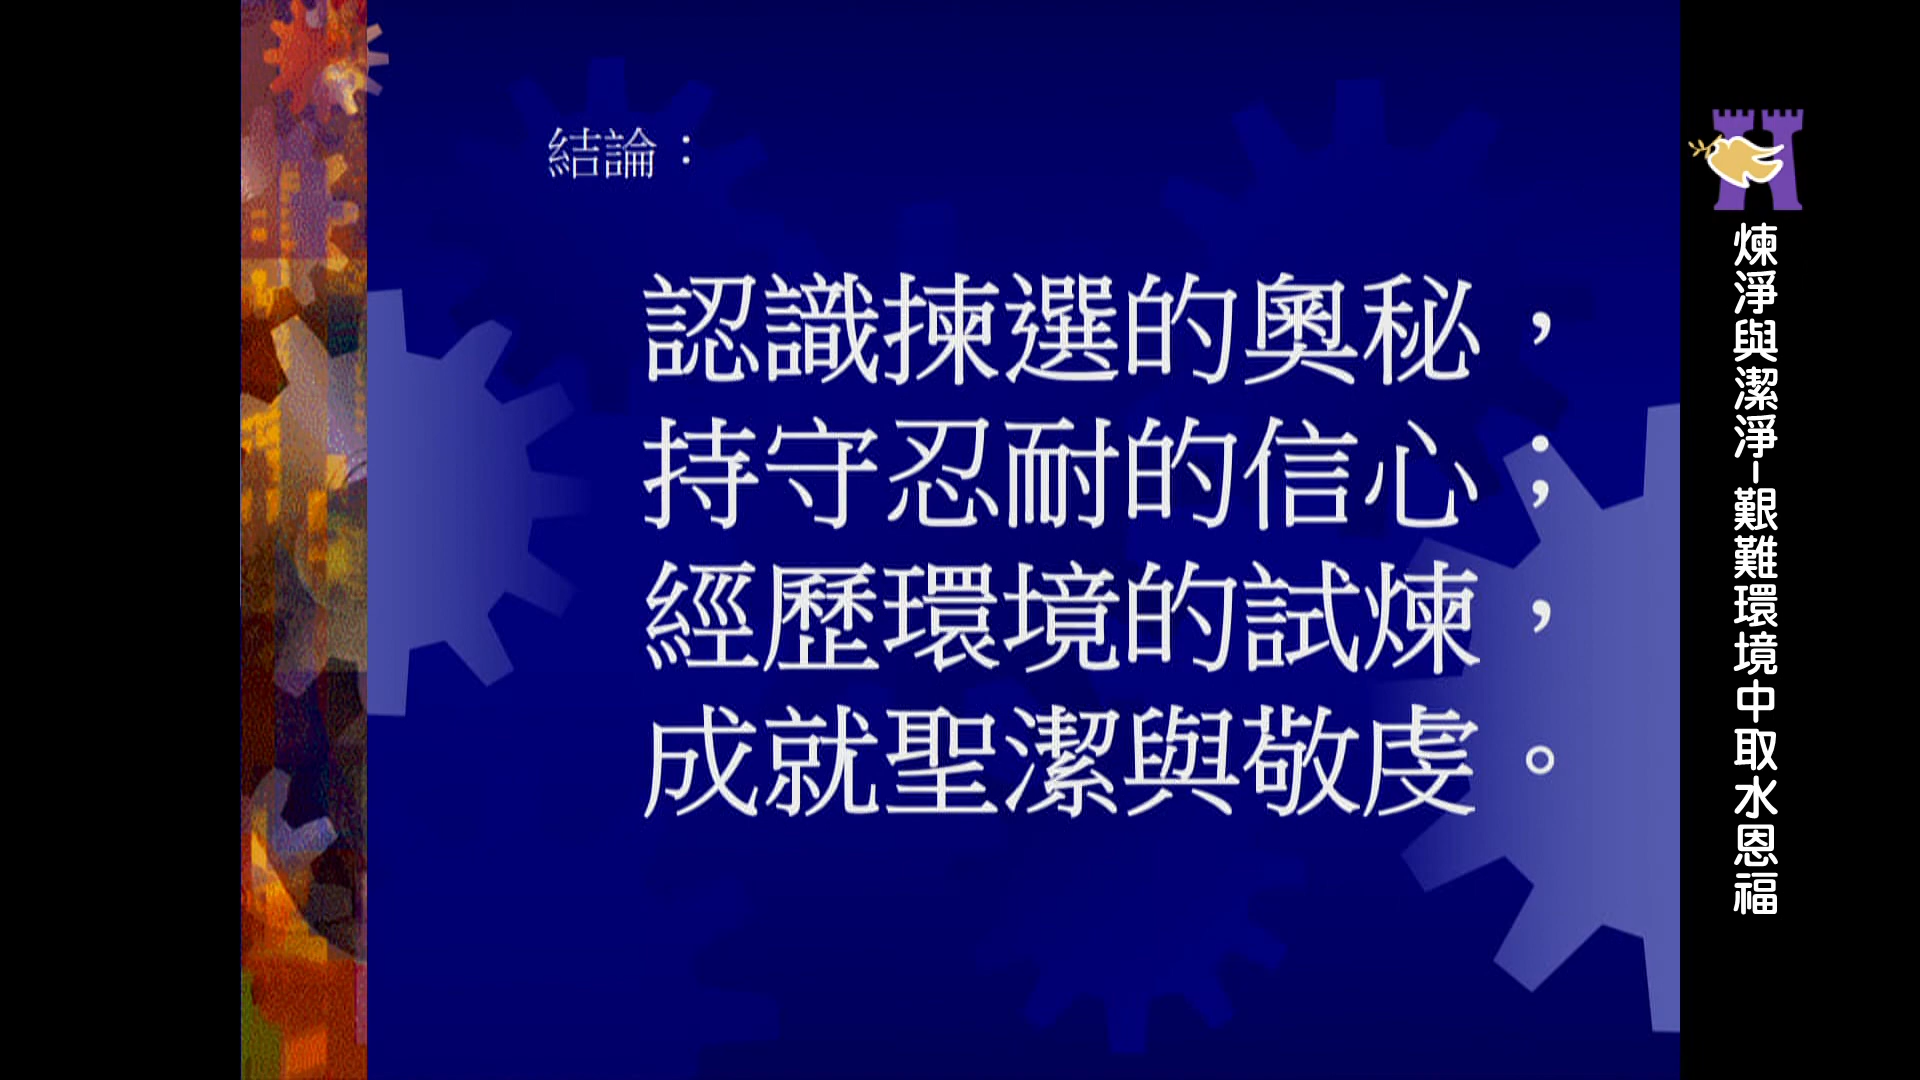 結論：
認識揀選的奧秘，
持守忍耐的信心；
經歷環境的試煉，
成就聖潔與敬虔。
煉淨與潔淨-艱難環境中取水恩福